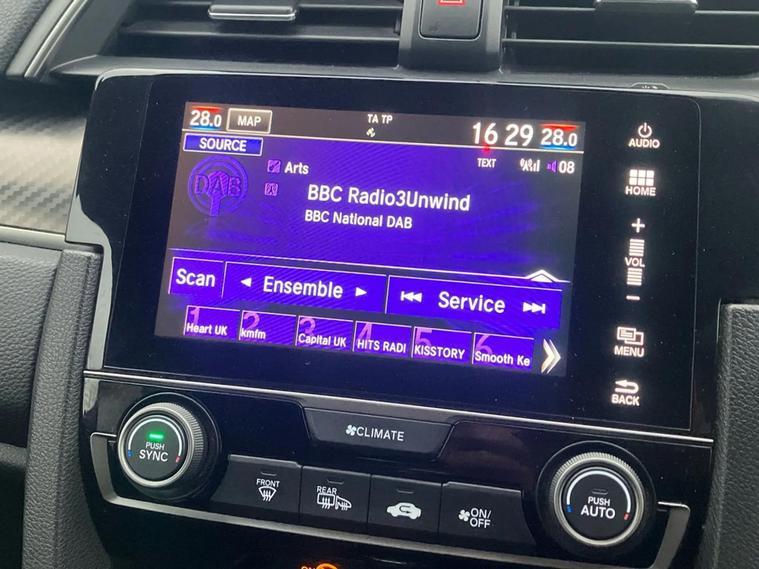 28.0 MAP TA TP 16 29 28.0
SOURCE TEXT 08
DAB Arts
BBC Radio3Unwind
BBC National DAB
Scan Ensemble Service
1 2 3 4 5 6
Heart UK kmfm Capital UK HITS RADI KISSTORY Smooth Ke
AUDIO
HOME
+
VOL
−
MENU
BACK
CLIMATE
PUSH
SYNC
FRONT
REAR
ON/
OFF
PUSH
AUTO